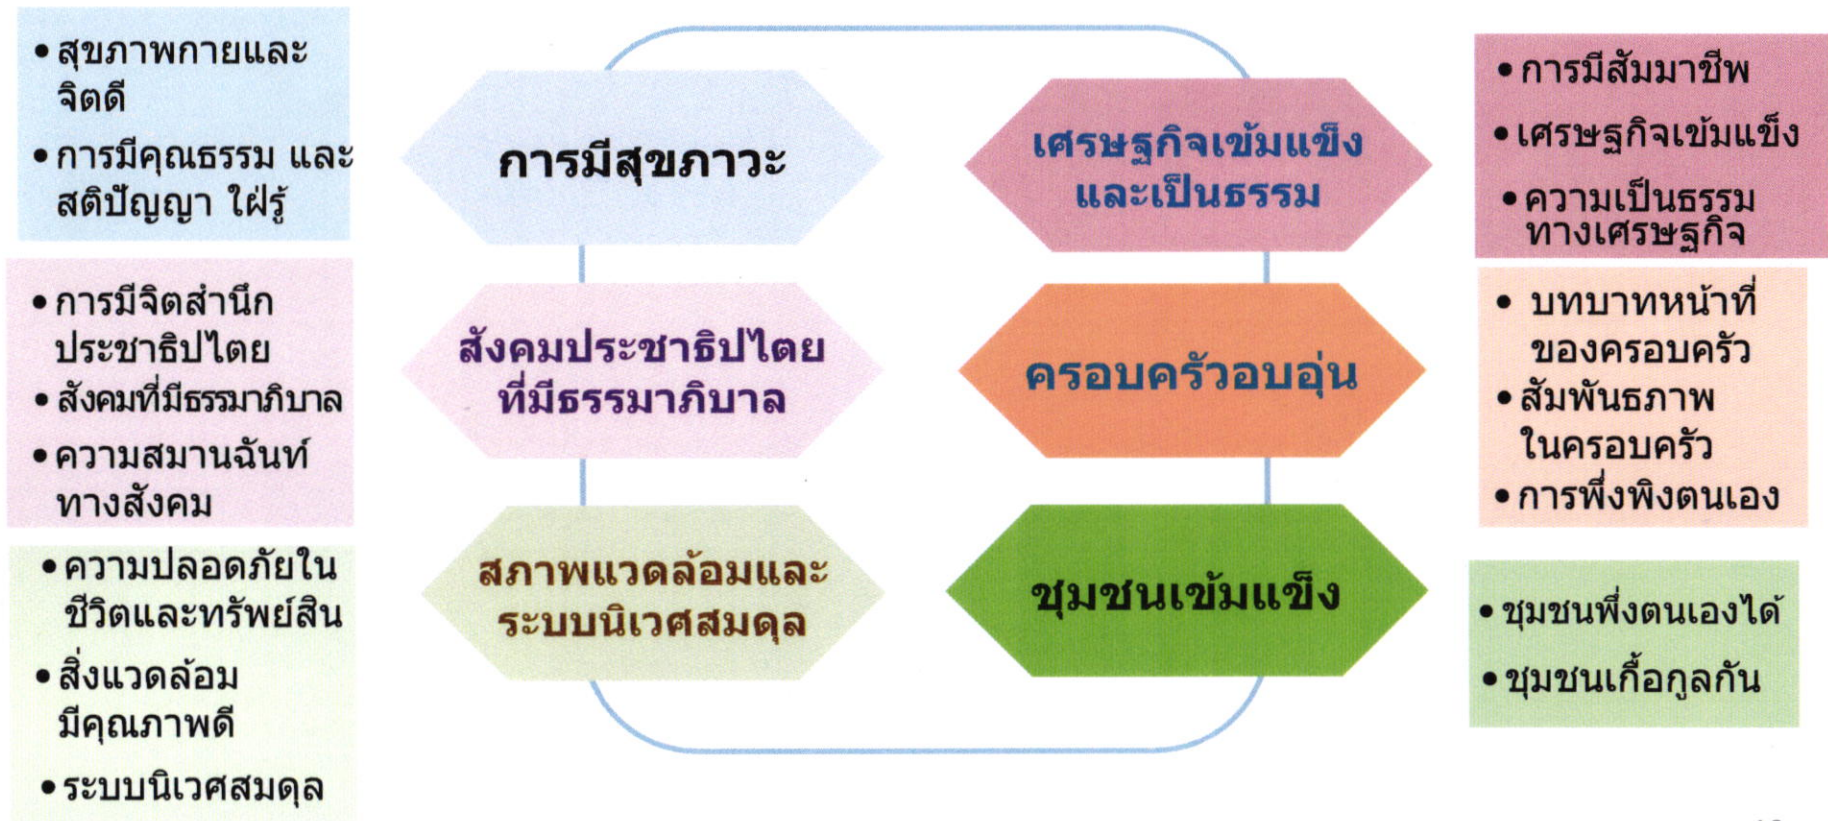 • สุขภาพกายและ
จิตดี
• การมีคุณธรรม และ
สติปัญญา ใฝ่รู้
การมีสุขภาวะ
เศรษฐกิจเข้มแข็ง
และเป็นธรรม
• การมีสัมมาชีพ
• เศรษฐกิจเข้มแข็ง
• ความเป็นธรรม
ทางเศรษฐกิจ
• การมีจิตสำนึก
ประชาธิปไตย
• สังคมที่มีธรรมาภิบาล
• ความสมานฉันท์
ทางสังคม
สังคมประชาธิปไตย
ที่มีธรรมาภิบาล
ครอบครัวอบอุ่น
• บทบาทหน้าที่
ของครอบครัว
• สัมพันธภาพ
ในครอบครัว
• การพึ่งพิงตนเอง
• ความปลอดภัยใน
ชีวิตและทรัพย์สิน
• สิ่งแวดล้อม
มีคุณภาพดี
• ระบบนิเวศสมดุล
สภาพแวดล้อมและ
ระบบนิเวศสมดุล
ชุมชนเข้มแข็ง
• ชุมชนพึ่งตนเองได้
• ชุมชนเกื้อกูลกัน